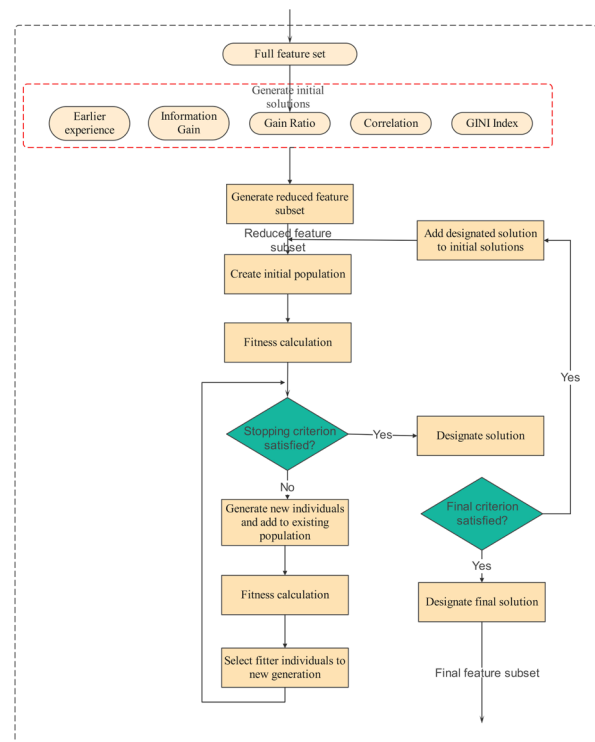 Full feature set
Generate initial
solutions
Earlier
experience
Information
Gain
Gain Ratio
Correlation
GINI Index
Generate reduced feature
subset
Reduced feature
subset
Add designated solution
to initial solutions
Create initial population
Fitness calculation
Yes
Stopping criterion
satisfied?
Yes
Designate solution
No
Generate new individuals
and add to existing
population
Final criterion
satisfied?
Yes
Fitness calculation
Designate final solution
Select fitter individuals to
new generation
Final feature subset